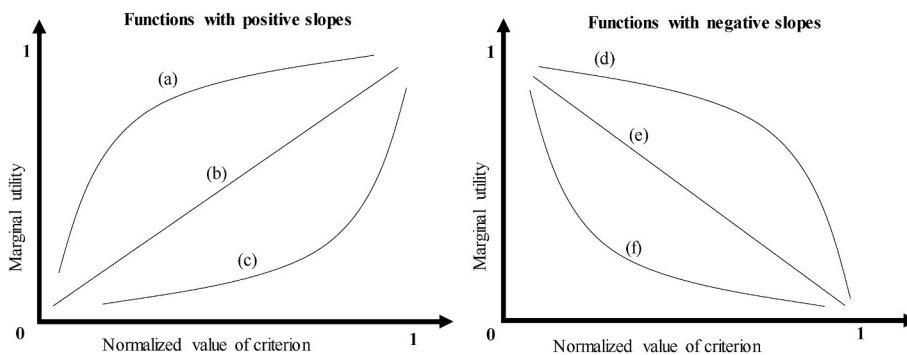 Functions with positive slopes
1
(a)
(b)
(c)
Marginal utility
0
Normalized value of criterion
1
Functions with negative slopes
1
(d)
(e)
(f)
Marginal utility
0
Normalized value of criterion
1